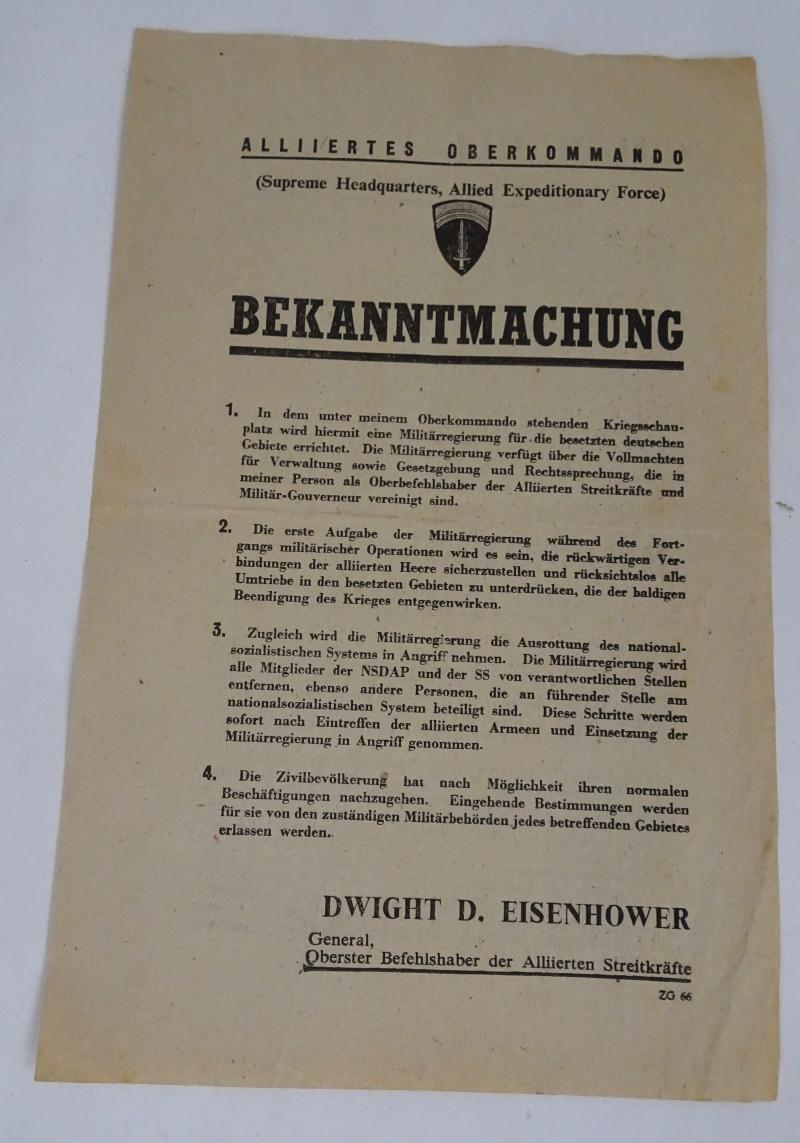 ALLIIERTES OBERKOMMANDO
(Supreme Headquarters, Allied Expeditionary Force)
BEKANNTMACHUNG
1. In dem unter meinem Oberkommando stehenden Kriegsschau-
platz wird hiermit eine Militärregierung für die besetzten deutschen
Gebiete errichtet. Die Militärregierung verfügt über die Vollmachten
für Verwaltung sowie Gesetzgebung und Rechtssprechung, die in
meiner Person als Oberbefehlshaber der Alliierten Streitkräfte und
Militär-Gouverneur vereinigt sind.
2. Die erste Aufgabe der Militärregierung während des Fort-
gangs militärischer Operationen wird es sein, die rückwärtigen Ver-
bindungen der alliierten Heere sicherzustellen und rücksichtslos alle
Umtriebe in den besetzten Gebieten zu unterdrücken, die der baldigen
Beendigung des Krieges entgegenwirken.
3. Zugleich wird die Militärregierung die Ausrottung des national-
sozialistischen Systems in Angriff nehmen. Die Militärregierung wird
alle Mitglieder der NSDAP und der SS von verantwortlichen Stellen
entfernen, ebenso andere Personen, die an führender Stelle am
nationalsozialistischen System beteiligt sind. Diese Schritte werden
sofort nach Eintreffen der alliierten Armeen und Einsetzung der
Militärregierung in Angriff genommen.
4. Die Zivilbevölkerung hat nach Möglichkeit ihren normalen
Beschäftigungen nachzugehen. Eingehende Bestimmungen werden
für sie von den zuständigen Militärbehörden jedes betreffenden Gebietes
erlassen werden.
DWIGHT D. EISENHOWER
General,
Oberster Befehlshaber der Alliierten Streitkräfte
ZG 66